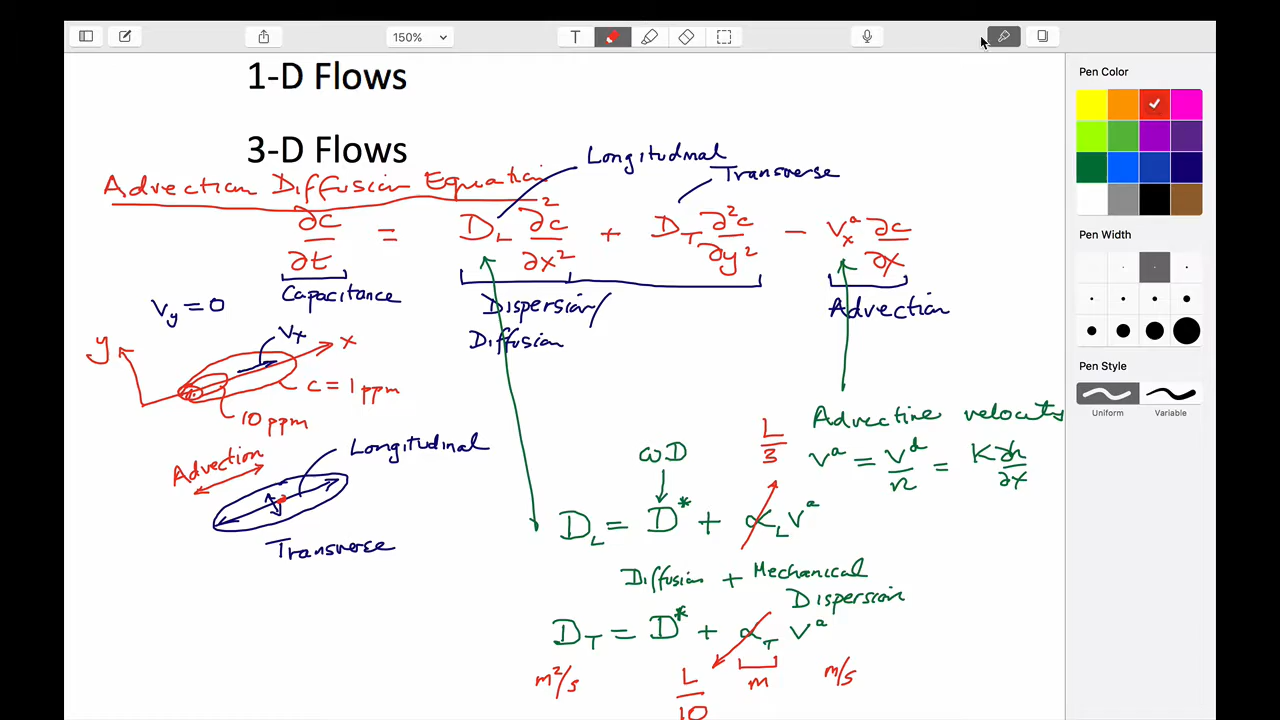 150%
T
Pen Color
1-D Flows
3-D Flows
Longitudinal
Transverse
Advection Diffusion Equation
∂c/∂t = D_L ∂²c/∂x² + D_T ∂²c/∂y² − v_x^a ∂c/∂x
Capacitance
Dispersion/
Diffusion
Advection
Pen Width
Pen Style
Uniform
Variable
v_y = 0
y
v_x
x
c = 1 ppm
10 ppm
Advection
Longitudinal
Transverse
Advective velocity
v^a = v^d/n = K∂h/∂x
ωD
L/3
D_L = D* + α_L v^a
Diffusion + Mechanical
Dispersion
D_T = D* + α_T v^a
m²/s
L/10
m
m/s